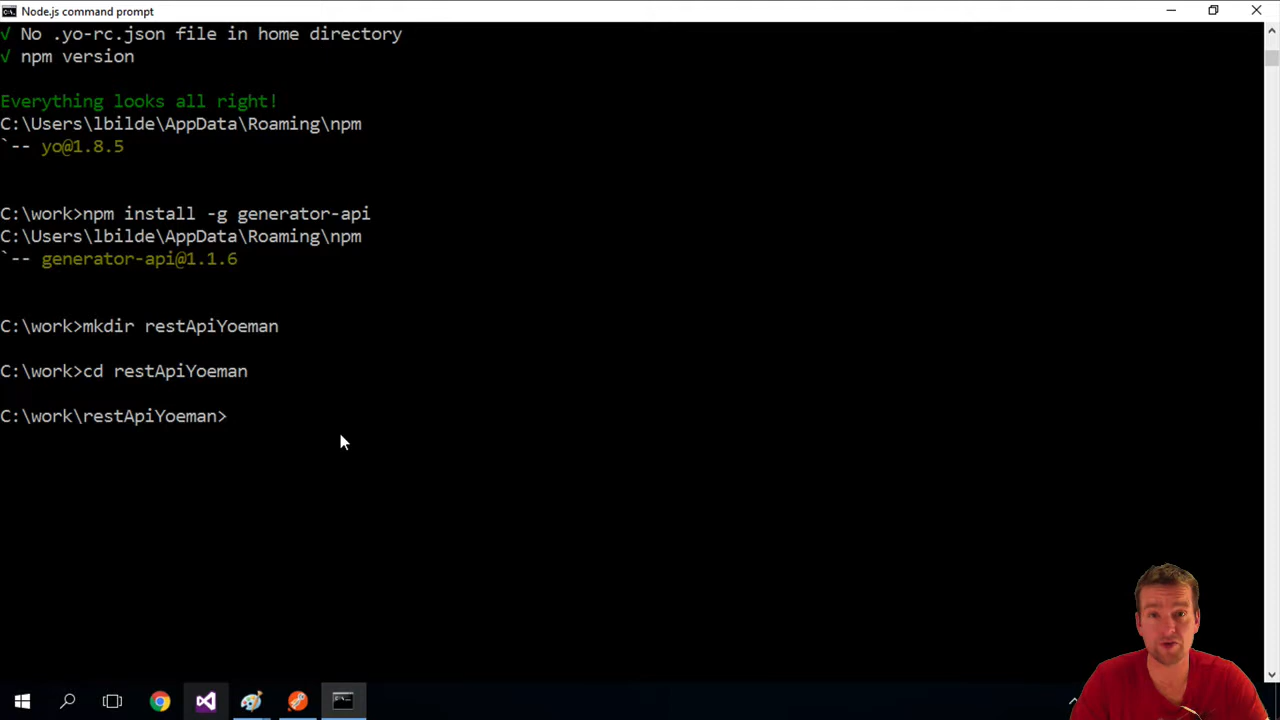 Node.js command prompt
√ No .yo-rc.json file in home directory
√ npm version
Everything looks all right!
C:\Users\lbilde\AppData\Roaming\npm
`-- yo@1.8.5
C:\work>npm install -g generator-api
C:\Users\lbilde\AppData\Roaming\npm
`-- generator-api@1.1.6
C:\work>mkdir restApiYoeman
C:\work>cd restApiYoeman
C:\work\restApiYoeman>